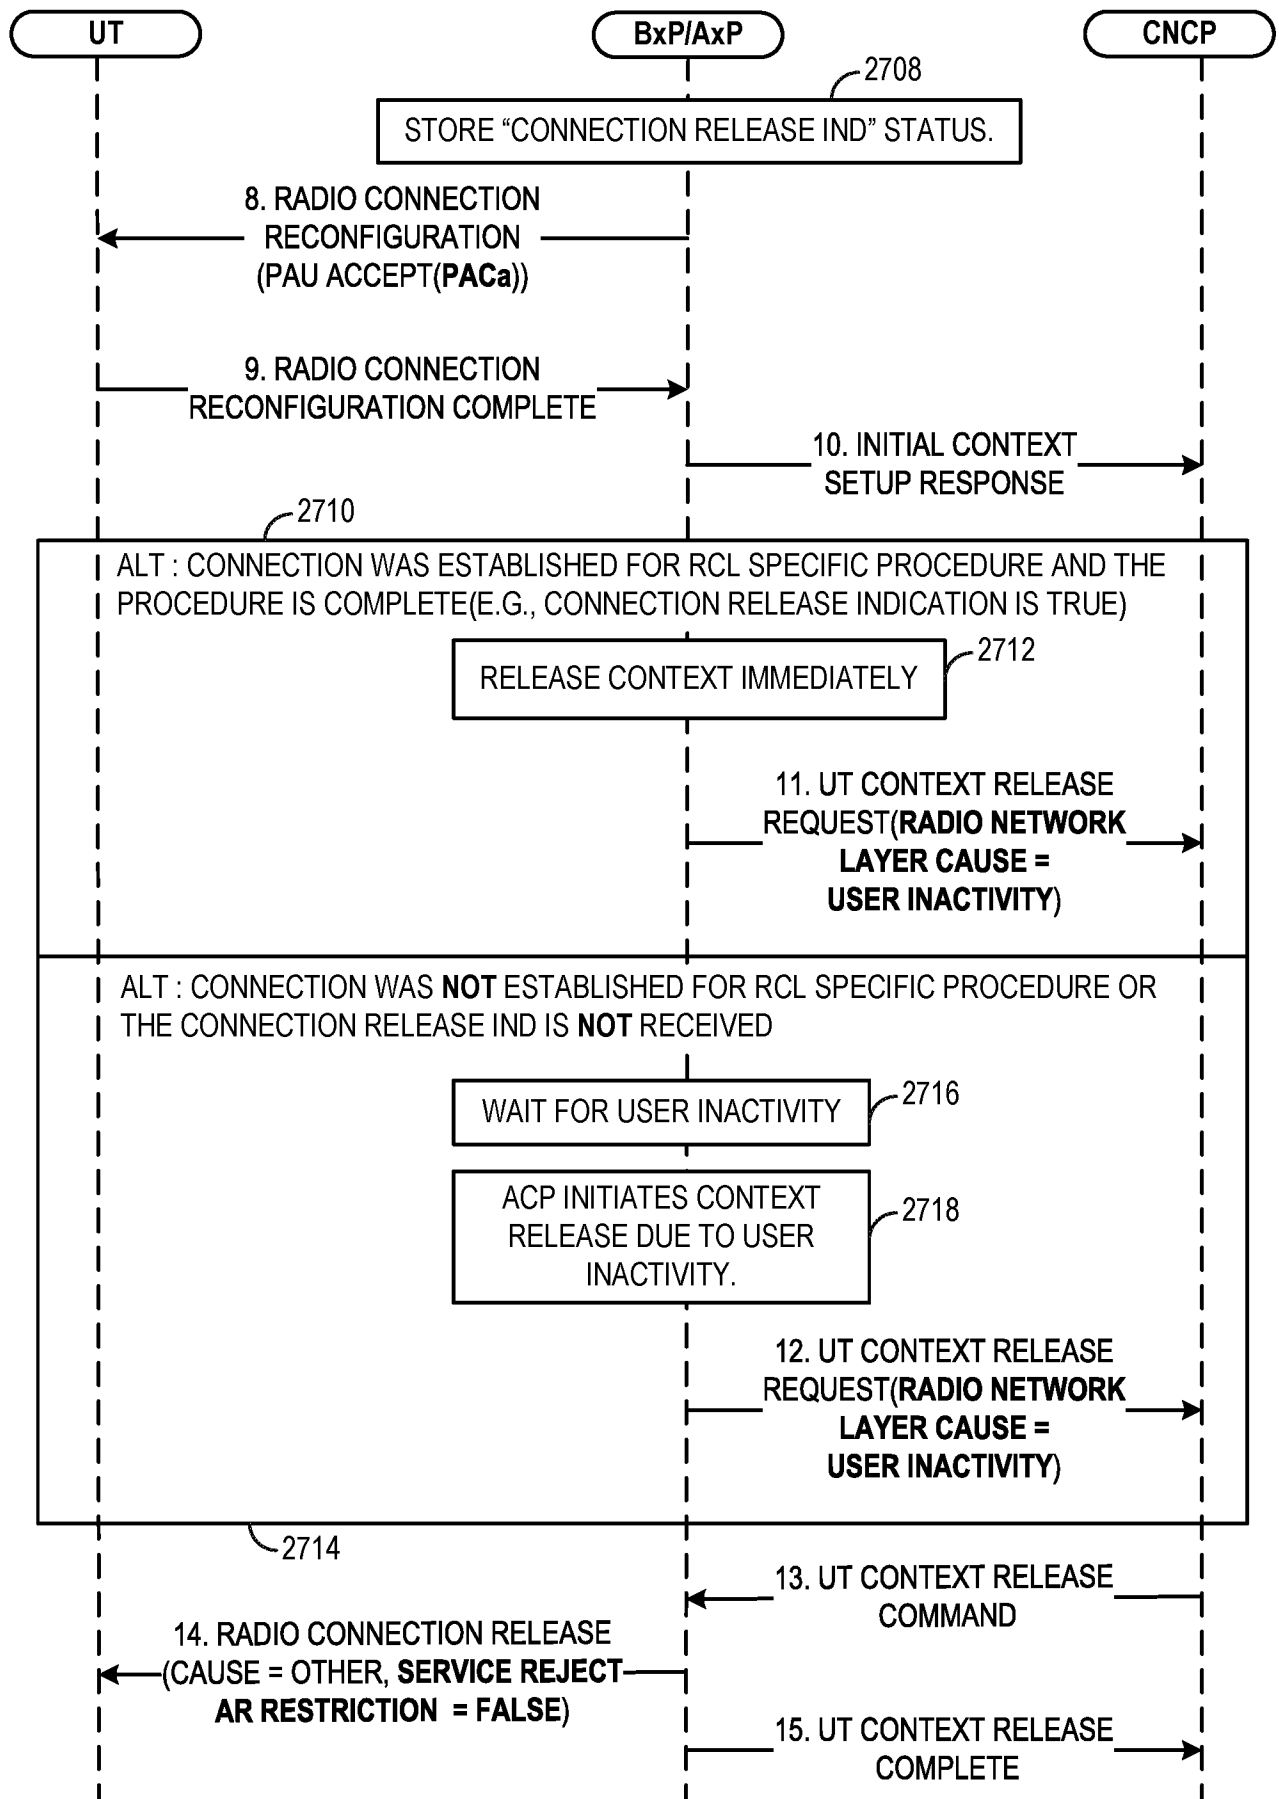 UT
BxP/AxP
CNCP
2708
STORE “CONNECTION RELEASE IND” STATUS.
8. RADIO CONNECTION
RECONFIGURATION
(PAU ACCEPT(PACa))
9. RADIO CONNECTION
RECONFIGURATION COMPLETE
10. INITIAL CONTEXT
SETUP RESPONSE
2710
ALT : CONNECTION WAS ESTABLISHED FOR RCL SPECIFIC PROCEDURE AND THE
PROCEDURE IS COMPLETE(E.G., CONNECTION RELEASE INDICATION IS TRUE)
2712
RELEASE CONTEXT IMMEDIATELY
11. UT CONTEXT RELEASE
REQUEST(RADIO NETWORK
LAYER CAUSE =
USER INACTIVITY)
ALT : CONNECTION WAS NOT ESTABLISHED FOR RCL SPECIFIC PROCEDURE OR
THE CONNECTION RELEASE IND IS NOT RECEIVED
WAIT FOR USER INACTIVITY
2716
ACP INITIATES CONTEXT
RELEASE DUE TO USER
INACTIVITY.
2718
12. UT CONTEXT RELEASE
REQUEST(RADIO NETWORK
LAYER CAUSE =
USER INACTIVITY)
2714
13. UT CONTEXT RELEASE
COMMAND
14. RADIO CONNECTION RELEASE
(CAUSE = OTHER, SERVICE REJECT
AR RESTRICTION = FALSE)
15. UT CONTEXT RELEASE
COMPLETE